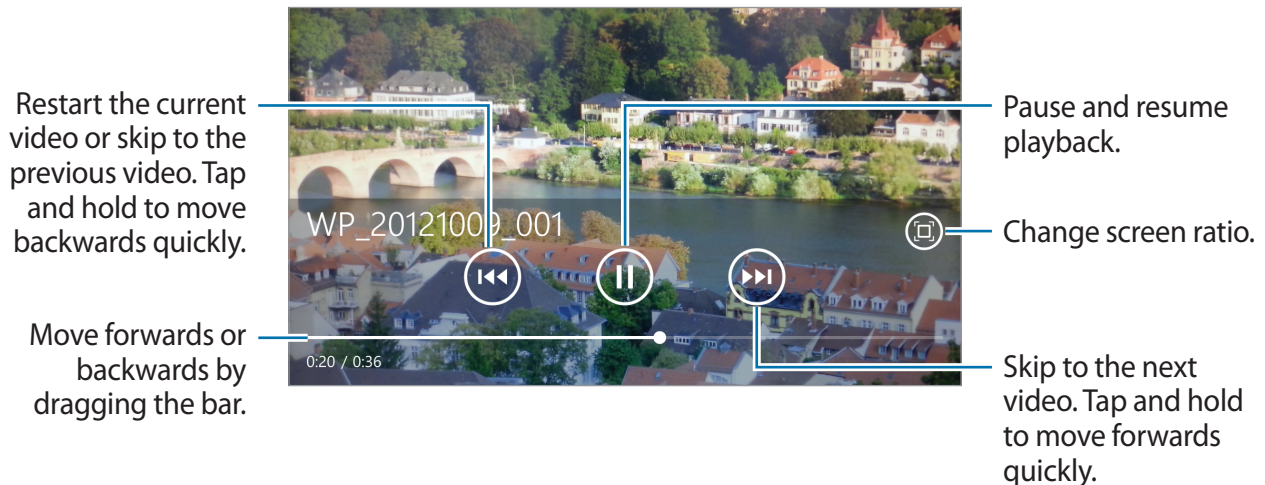 Restart the current
video or skip to the
previous video. Tap
and hold to move
backwards quickly.
Move forwards or
backwards by
dragging the bar.
WP_20121009_001
0:20 / 0:36
Pause and resume
playback.
Change screen ratio.
Skip to the next
video. Tap and hold
to move forwards
quickly.